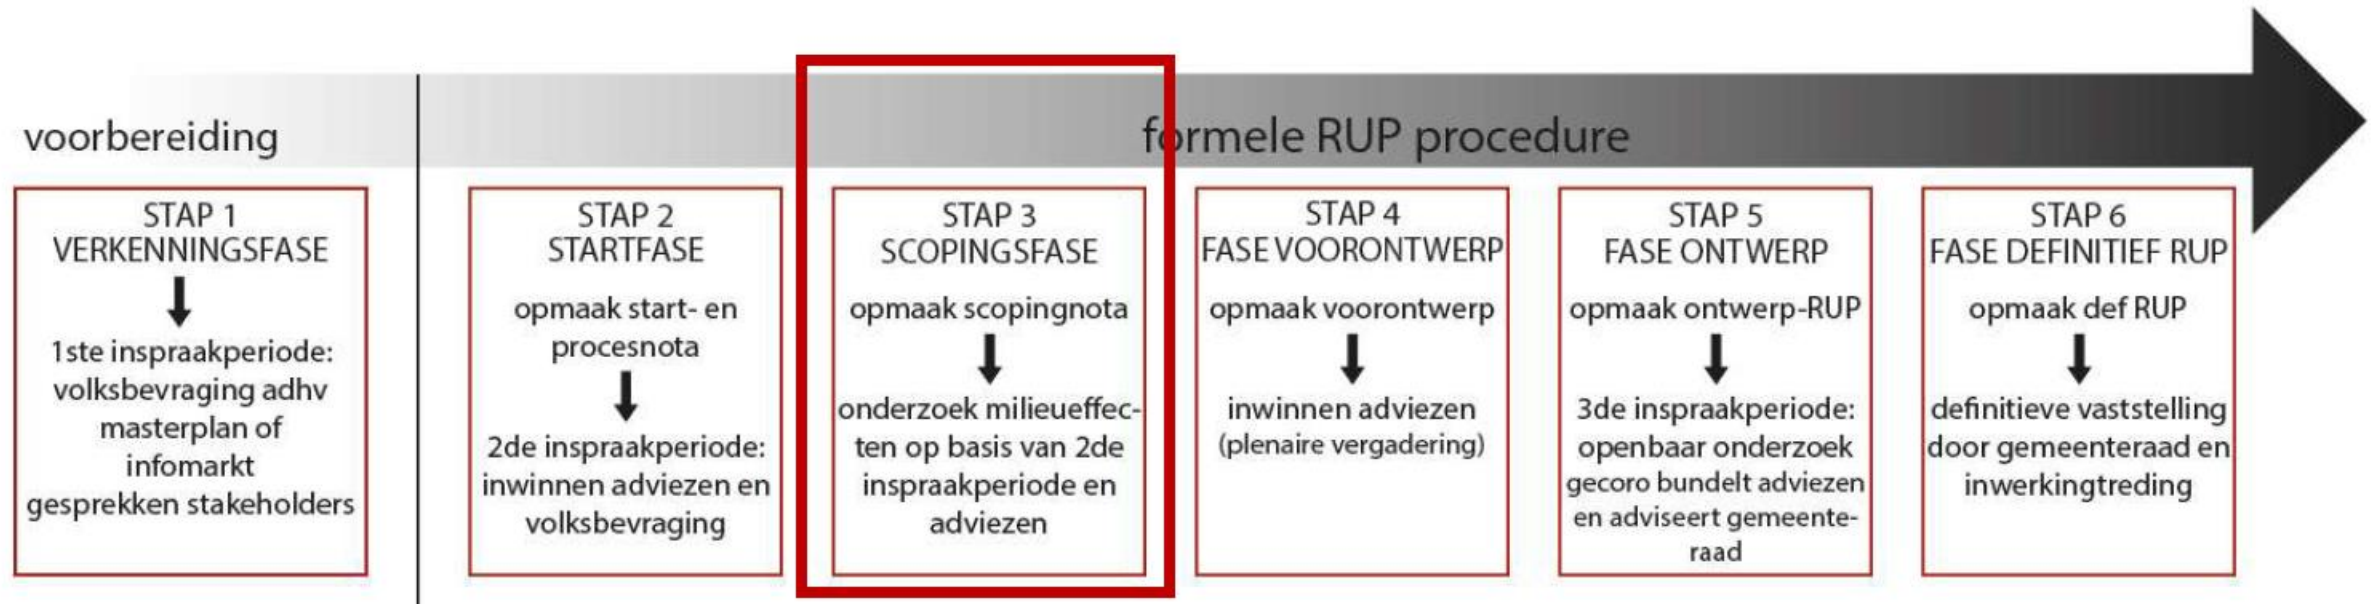 voorbereiding
formele RUP procedure
STAP 1
VERKENNINGSFASE
1ste inspraakperiode:
volksbevraging adhv
masterplan of
infomarkt
gesprekken stakeholders
STAP 2
STARTFASE
opmaak start- en
procesnota
2de inspraakperiode:
inwinnen adviezen en
volksbevraging
STAP 3
SCOPINGSFASE
opmaak scopingnota
onderzoek milieueffec-
ten op basis van 2de
inspraakperiode en
adviezen
STAP 4
FASE VOORONTWERP
opmaak voorontwerp
inwinnen adviezen
(plenaire vergadering)
STAP 5
FASE ONTWERP
opmaak ontwerp-RUP
3de inspraakperiode:
openbaar onderzoek
gecoro bundelt adviezen
en adviseert gemeente-
raad
STAP 6
FASE DEFINITIEF RUP
opmaak def RUP
definitieve vaststelling
door gemeenteraad en
inwerkingtreding